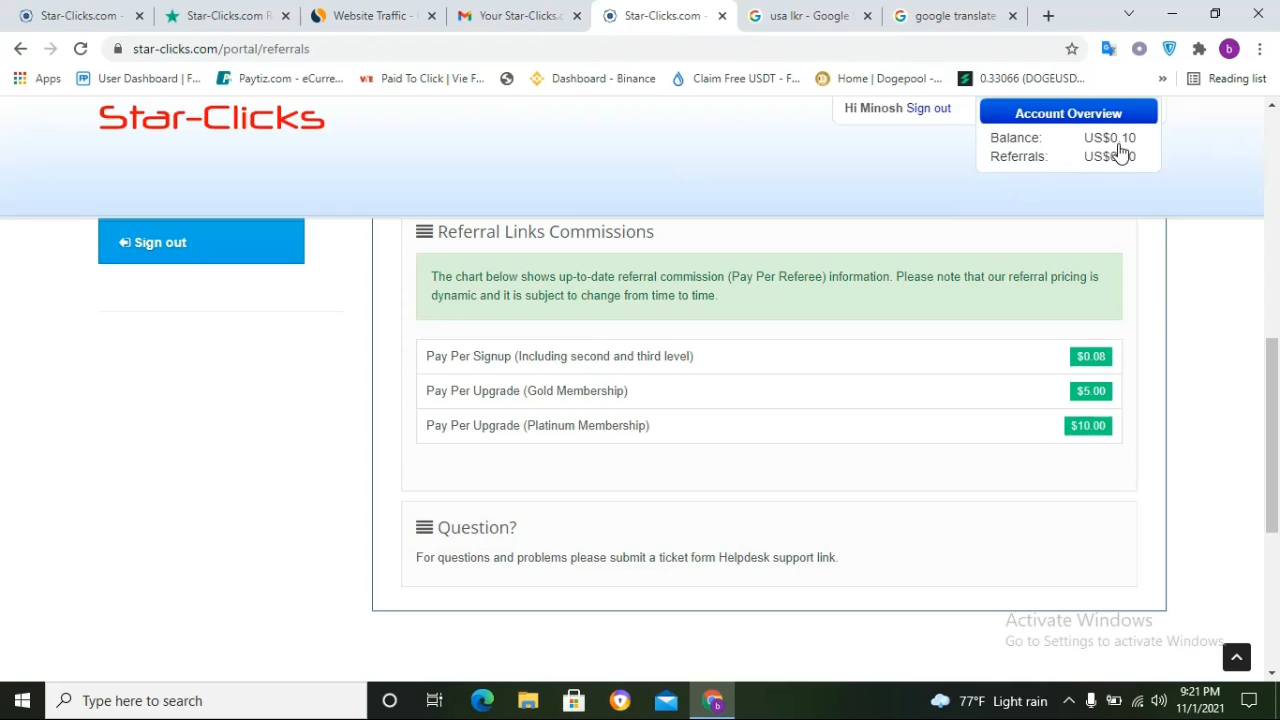 Star-Clicks.com -
Star-Clicks.com R
Website Traffic -
Your Star-Clicks.c
Star-Clicks.com -
usa lkr - Google
google translate
star-clicks.com/portal/referrals
b
Apps
User Dashboard | F...
Paytiz.com - eCurre...
Paid To Click | Vie F...
Dashboard - Binance
Claim Free USDT - F...
Home | Dogepool -...
0.33066 (DOGEUSD...
»
Reading list
Star-Clicks
Hi Minosh Sign out
Account Overview
Balance: US$0.10
Referrals:
Sign out
Referral Links Commissions
The chart below shows up-to-date referral commission (Pay Per Referee) information. Please note that our referral pricing is
dynamic and it is subject to change from time to time.
Pay Per Signup (Including second and third level) $0.08
Pay Per Upgrade (Gold Membership) $5.00
Pay Per Upgrade (Platinum Membership) $10.00
Question?
For questions and problems please submit a ticket form Helpdesk support link.
Activate Windows
Go to Settings to activate Windows.
Type here to search
77°F Light rain
9:21 PM
11/1/2021